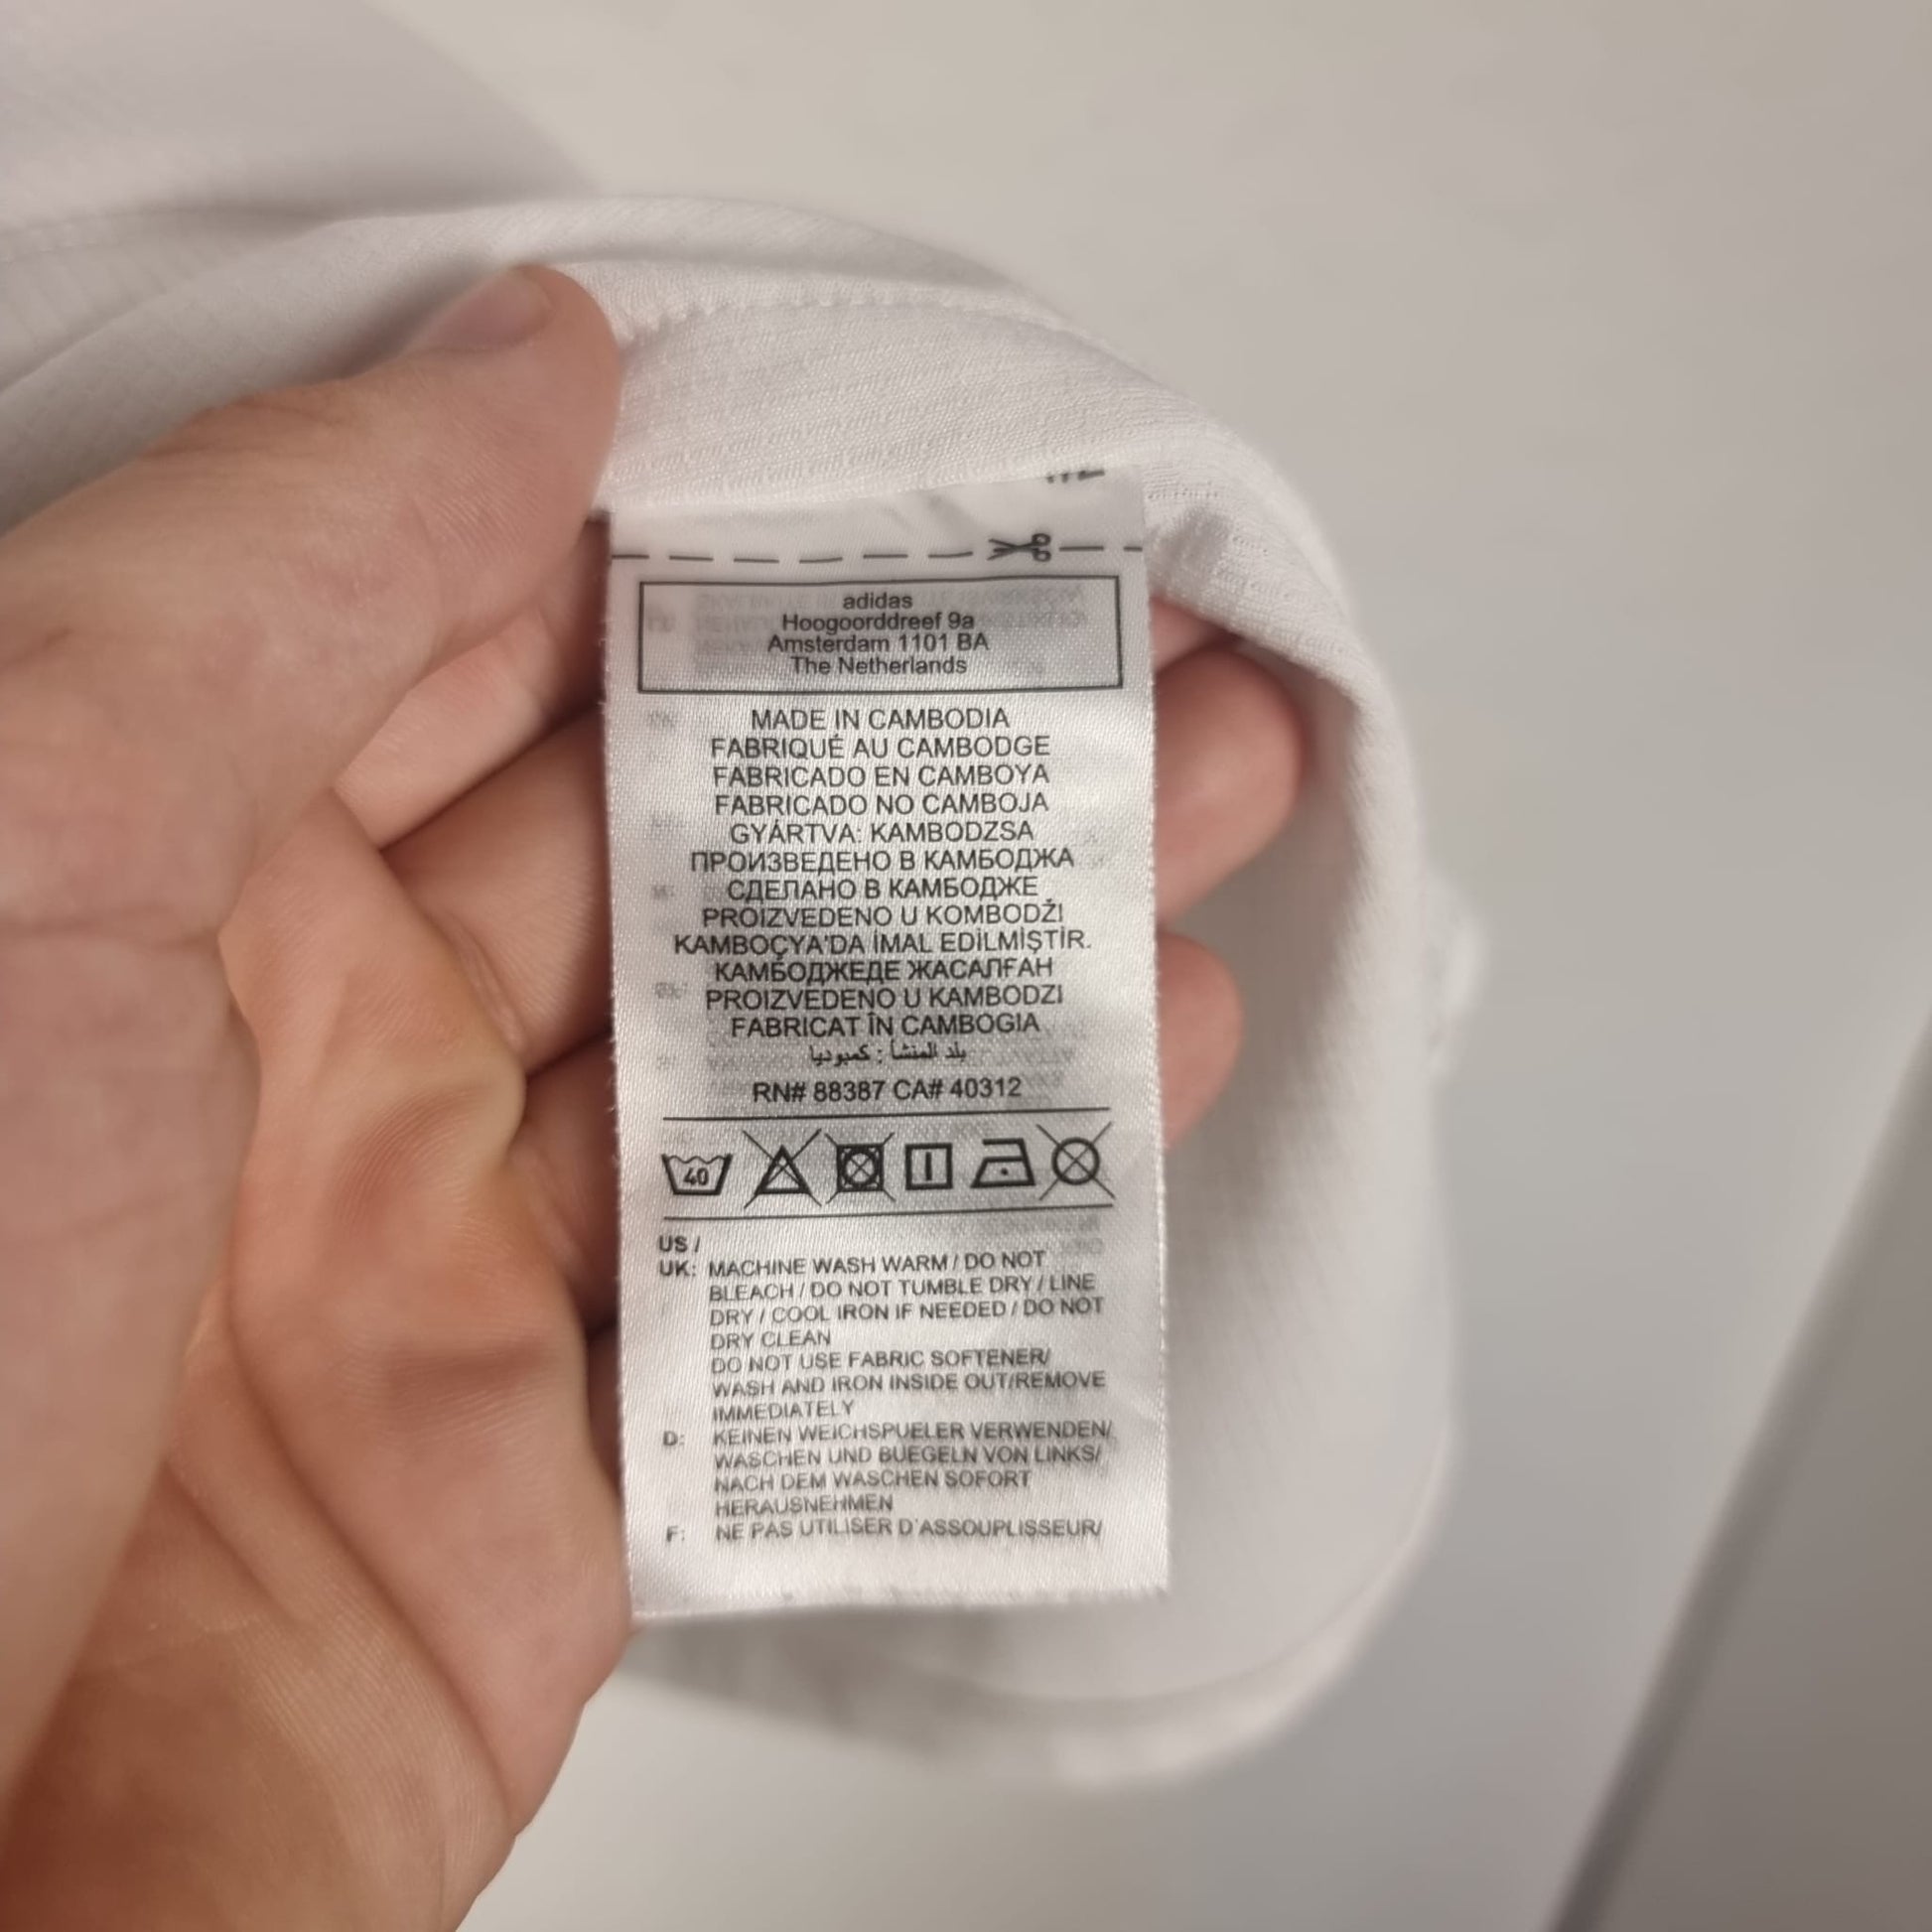 adidas
Hoogoorddreef 9a
Amsterdam 1101 BA
The Netherlands
MADE IN CAMBODIA
FABRIQUÉ AU CAMBODGE
FABRICADO EN CAMBOYA
FABRICADO NO CAMBOJA
GYÁRTVA: KAMBODZSA
ПРОИЗВЕДЕНО В КАМБОДЖА
СДЕЛАНО В КАМБОДЖЕ
PROIZVEDENO U KOMBODŽI
KAMBOÇYA'DA İMAL EDİLMİŞTİR.
КАМБОДЖЕДЕ ЖАСАЛҒАН
PROIZVEDENO U KAMBODZI
FABRICAT ÎN CAMBOGIA
بلد المنشأ : كمبوديا
RN# 88387 CA# 40312
40
US /
UK: MACHINE WASH WARM / DO NOT
BLEACH / DO NOT TUMBLE DRY / LINE
DRY / COOL IRON IF NEEDED / DO NOT
DRY CLEAN
DO NOT USE FABRIC SOFTENER/
WASH AND IRON INSIDE OUT/REMOVE
IMMEDIATELY
D: KEINEN WEICHSPUELER VERWENDEN/
WASCHEN UND BUEGELN VON LINKS/
NACH DEM WASCHEN SOFORT
HERAUSNEHMEN
F: NE PAS UTILISER D'ASSOUPLISSEUR/